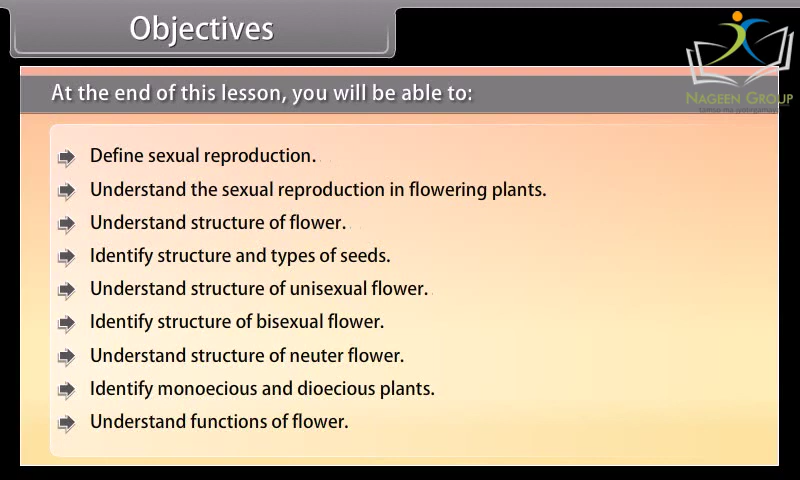 Objectives
NAGEEN GROUP
At the end of this lesson, you will be able to:
Define sexual reproduction.
Understand the sexual reproduction in flowering plants.
Understand structure of flower.
Identify structure and types of seeds.
Understand structure of unisexual flower.
Identify structure of bisexual flower.
Understand structure of neuter flower.
Identify monoecious and dioecious plants.
Understand functions of flower.